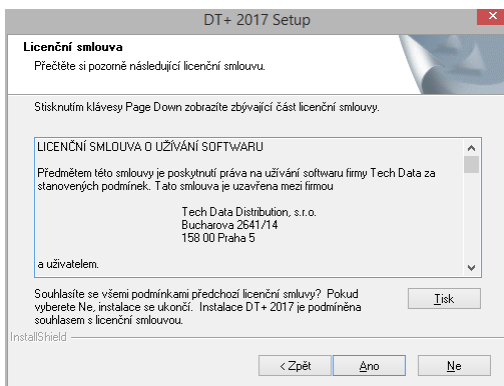 DT+ 2017 Setup
Licenční smlouva
Přečtěte si pozorně následující licenční smlouvu.
Stisknutím klávesy Page Down zobrazíte zbývající část licenční smlouvy.
LICENČNÍ SMLOUVA O UŽÍVÁNÍ SOFTWARU
Předmětem této smlouvy je poskytnutí práva na užívání softwaru firmy Tech Data za
stanovených podmínek. Tato smlouva je uzavřena mezi firmou
Tech Data Distribution, s.r.o.
Bucharova 2641/14
158 00 Praha 5
a uživatelem.
Souhlasíte se všemi podmínkami předchozí licenční smluvy? Pokud
vyberete Ne, instalace se ukončí. Instalace DT+ 2017 je podmíněna
souhlasem s licenční smlouvou.
Tisk
InstallShield
< Zpět
Ano
Ne